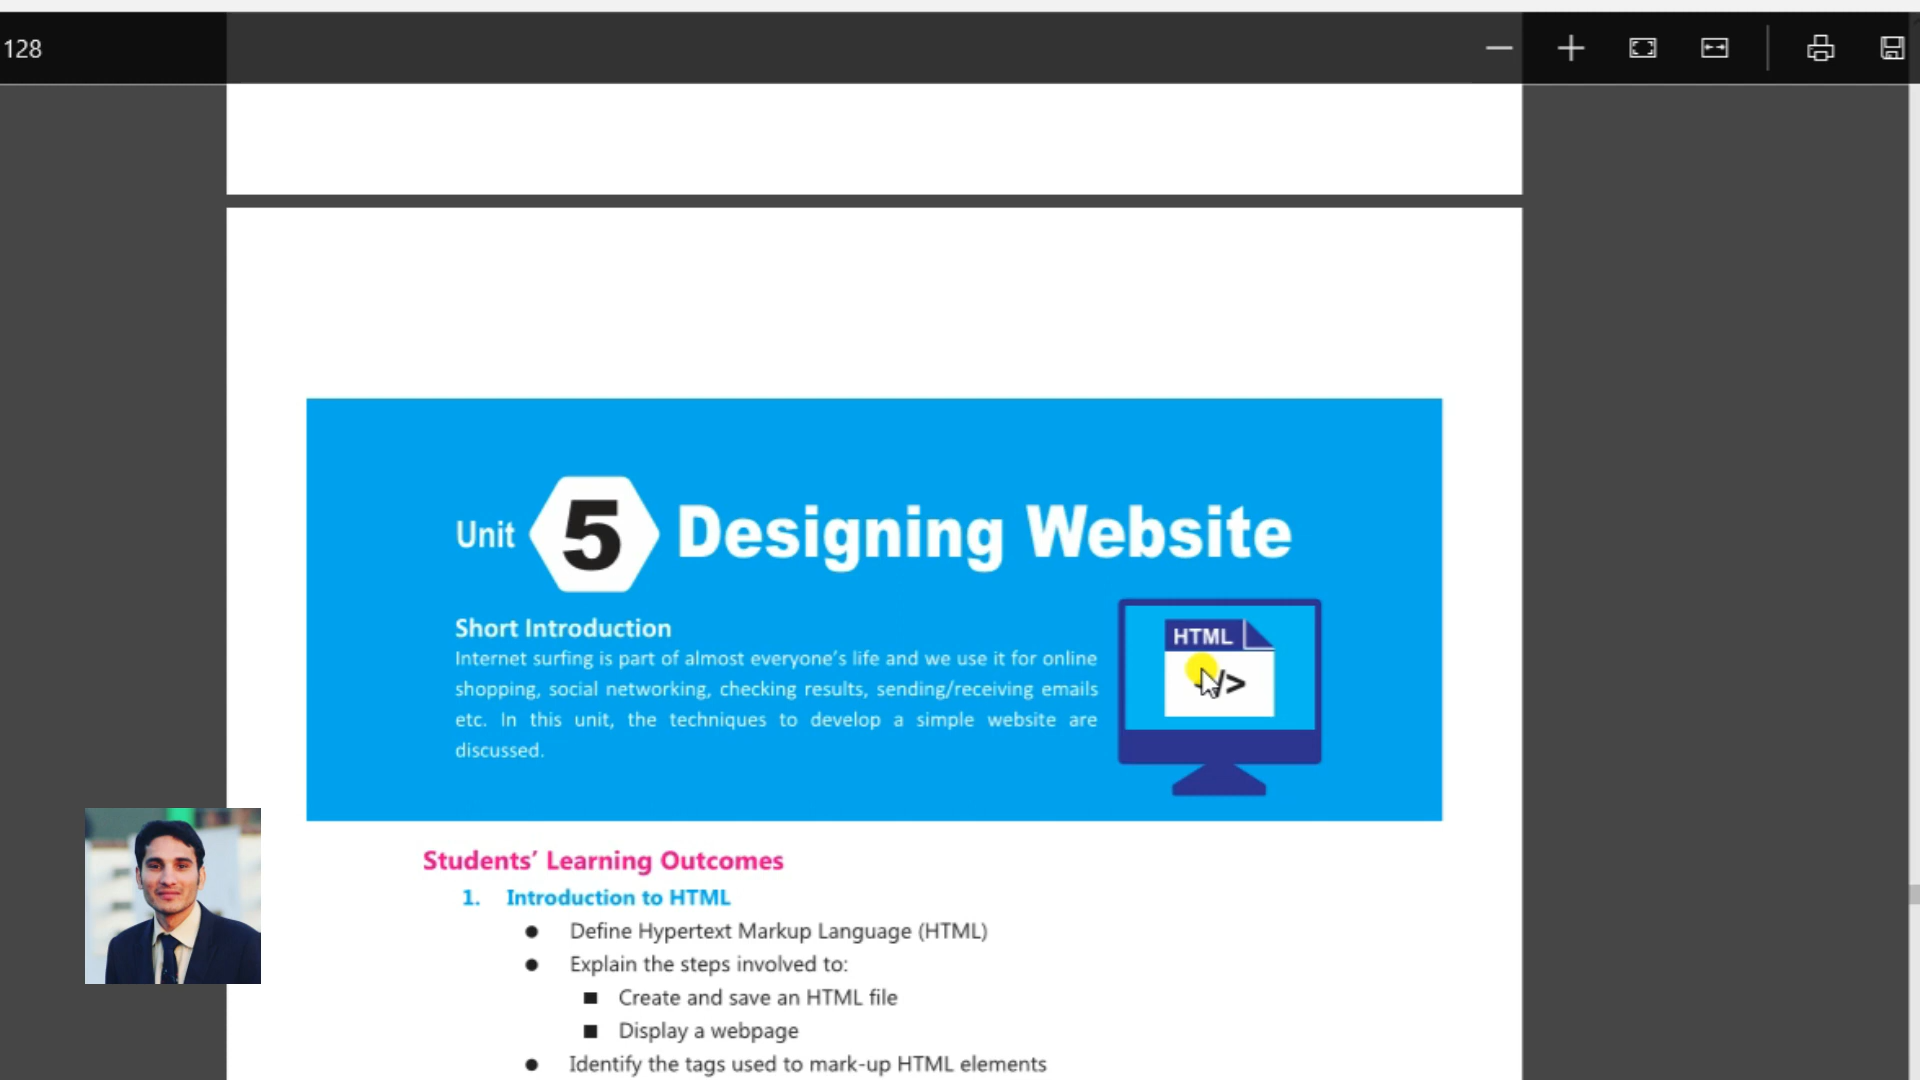 128
Unit 5 Designing Website
Short Introduction
Internet surfing is part of almost everyone's life and we use it for online
shopping, social networking, checking results, sending/receiving emails
etc. In this unit, the techniques to develop a simple website are
discussed.
HTML
/>
Students' Learning Outcomes
1. Introduction to HTML
● Define Hypertext Markup Language (HTML)
● Explain the steps involved to:
■ Create and save an HTML file
■ Display a webpage
● Identify the tags used to mark-up HTML elements